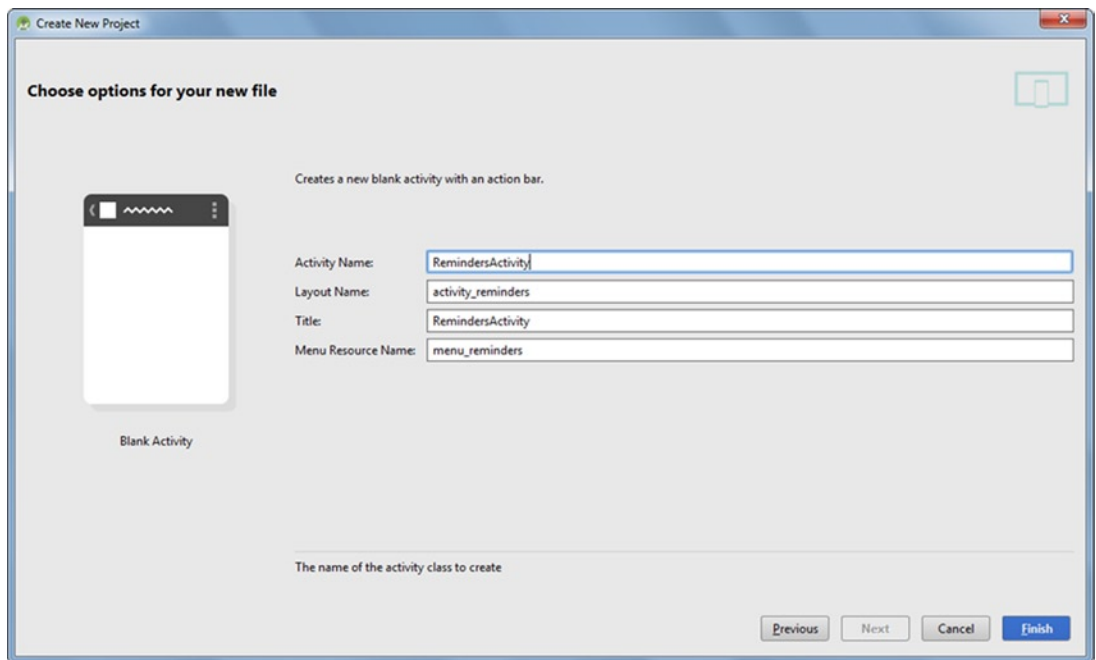 Create New Project
Choose options for your new file
Creates a new blank activity with an action bar.
Activity Name: RemindersActivity
Layout Name: activity_reminders
Title: RemindersActivity
Menu Resource Name: menu_reminders
Blank Activity
The name of the activity class to create
Previous Next Cancel Finish